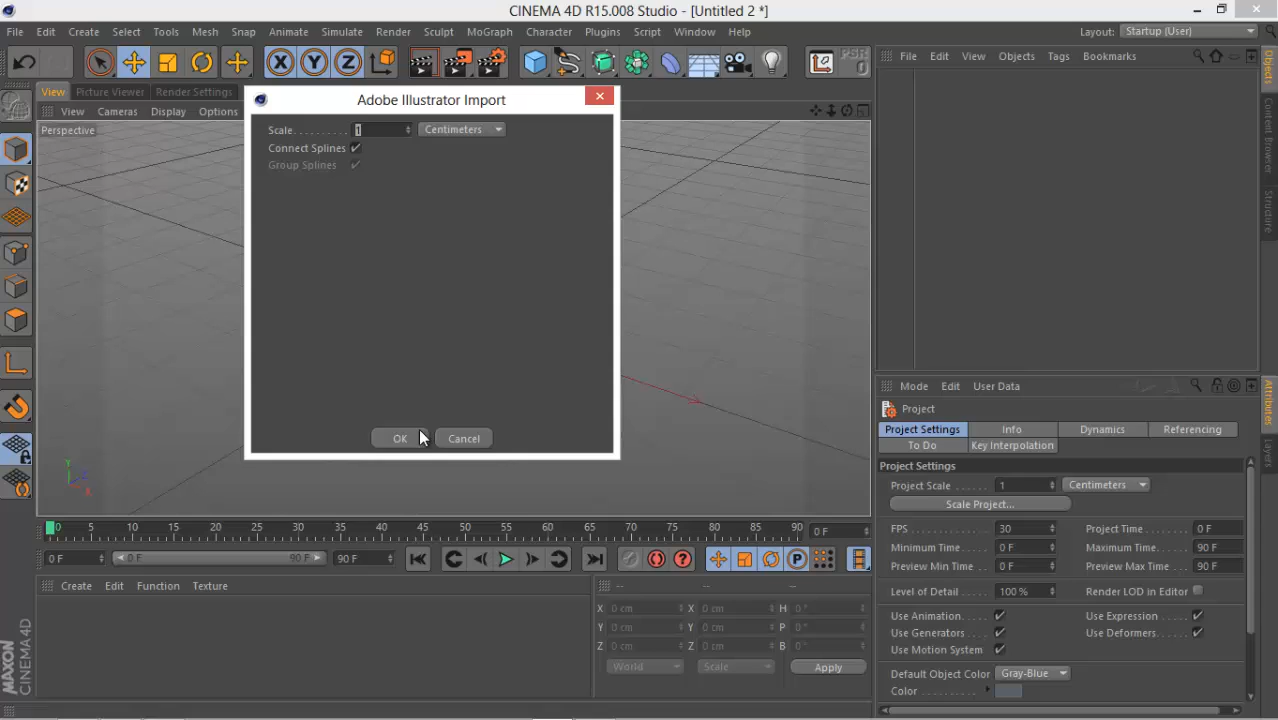 CINEMA 4D R15.008 Studio - [Untitled 2 *]
File Edit Create Select Tools Mesh Snap Animate Simulate Render Sculpt MoGraph Character Plugins Script Window Help
Layout: Startup (User)
X Y Z
PSR
0
File Edit View Objects Tags Bookmarks
View Picture Viewer Render Settings
View Cameras Display Options
Perspective
Adobe Illustrator Import
Scale 1 Centimeters
Connect Splines
Group Splines
OK Cancel
Y
Z
X
Objects
Content Browser
Structure
Attributes
Layers
Mode Edit User Data
Project
Project Settings Info Dynamics Referencing
To Do Key Interpolation
Project Settings
Project Scale 1 Centimeters
Scale Project...
FPS 30 Project Time 0 F
Minimum Time 0 F Maximum Time 90 F
Preview Min Time 0 F Preview Max Time 90 F
Level of Detail 100 % Render LOD in Editor
Use Animation Use Expression
Use Generators Use Deformers
Use Motion System
Default Object Color Gray-Blue
Color
0 5 10 15 20 25 30 35 40 45 50 55 60 65 70 75 80 85 90 0 F
0 F 0 F 90 F 90 F
Create Edit Function Texture
-- -- --
X 0 cm X 0 cm H 0 °
Y 0 cm Y 0 cm P 0 °
Z 0 cm Z 0 cm B 0 °
World Scale Apply
MAXON
CINEMA 4D